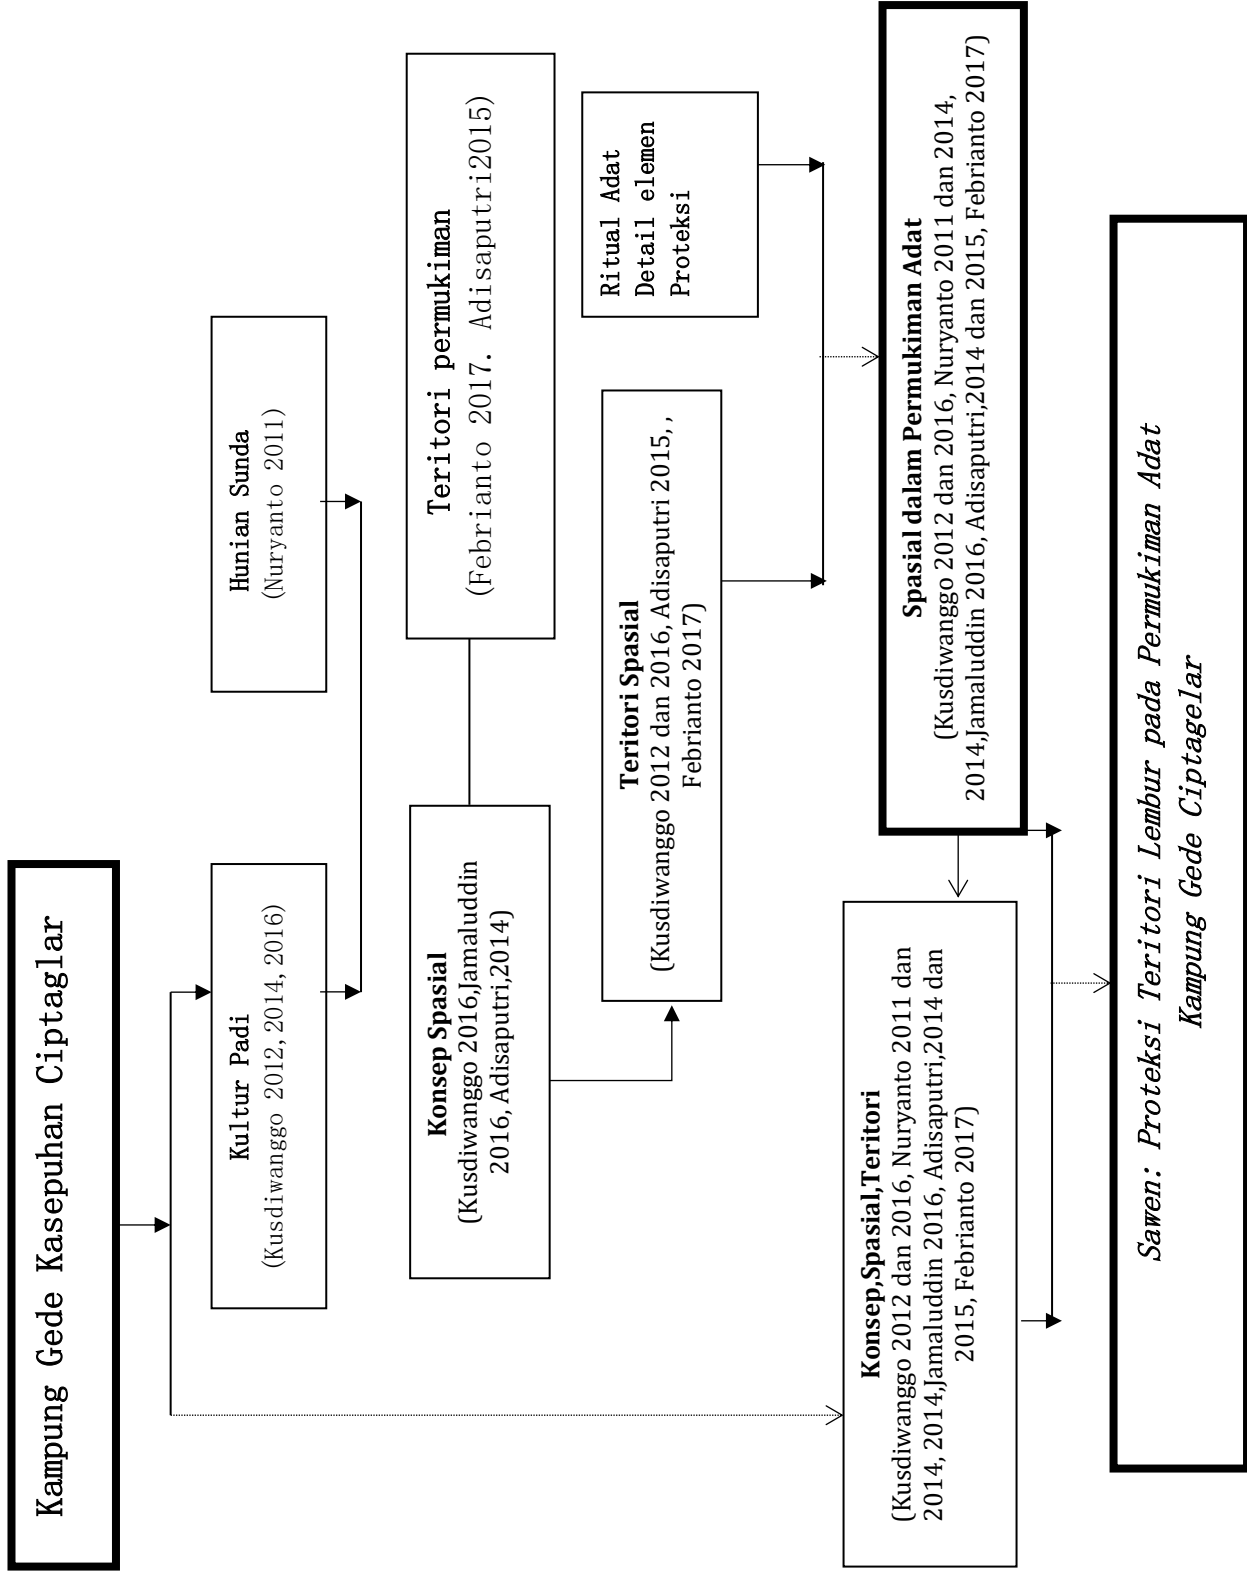 Kampung Gede Kasepuhan Ciptaglar
Kultur Padi
(Kusdiwanggo 2012, 2014, 2016)
Hunian Sunda
(Nuryanto 2011)
Konsep Spasial
(Kusdiwanggo 2016,Jamaluddin
2016, Adisaputri,2014)
Teritori permukiman
(Febrianto 2017. Adisaputri2015)
Teritori Spasial
(Kusdiwanggo 2012 dan 2016, Adisaputri 2015, ,
Febrianto 2017)
Ritual Adat
Detail elemen
Proteksi
Konsep,Spasial,Teritori
(Kusdiwanggo 2012 dan 2016, Nuryanto 2011 dan
2014, 2014,Jamaluddin 2016, Adisaputri,2014 dan
2015, Febrianto 2017)
Spasial dalam Permukiman Adat
(Kusdiwanggo 2012 dan 2016, Nuryanto 2011 dan 2014,
2014,Jamaluddin 2016, Adisaputri,2014 dan 2015, Febrianto 2017)
Sawen: Proteksi Teritori Lembur pada Permukiman Adat
Kampung Gede Ciptagelar